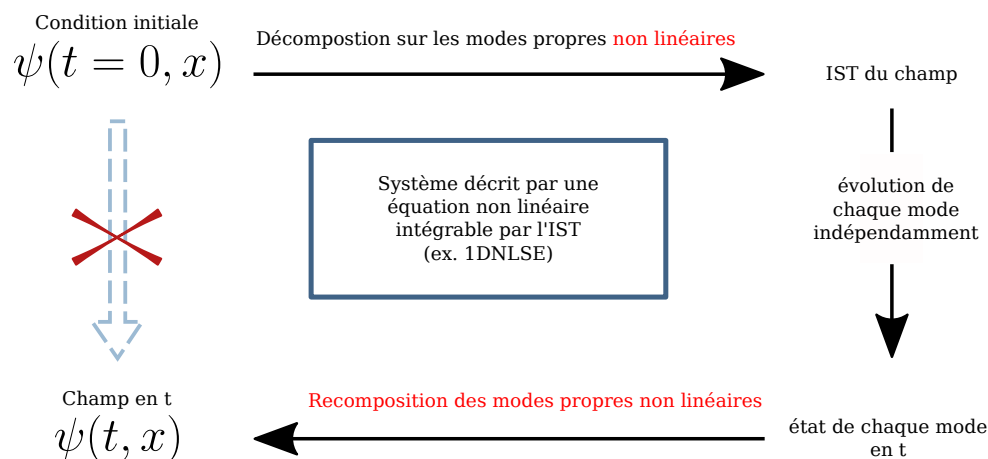 Condition initiale
ψ(t = 0, x)
Décompostion sur les modes propres non linéaires
IST du champ
Système décrit par une
équation non linéaire
intégrable par l'IST
(ex. 1DNLSE)
évolution de
chaque mode
indépendamment
Champ en t
ψ(t, x)
Recomposition des modes propres non linéaires
état de chaque mode
en t